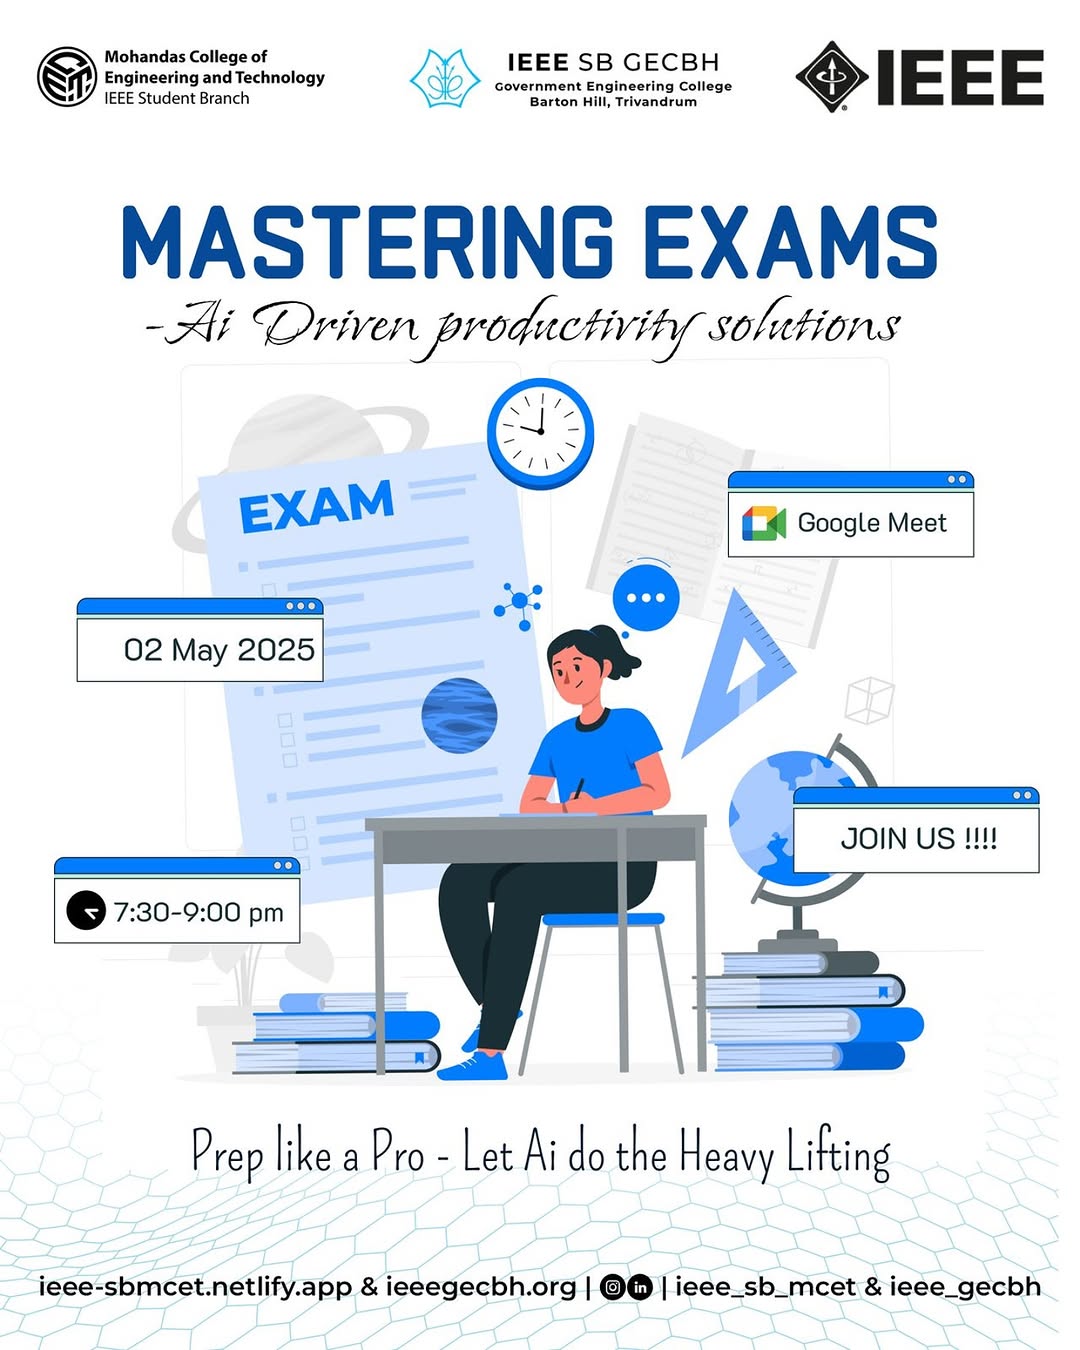 Mohandas College of
Engineering and Technology
IEEE Student Branch
IEEE SB GECBH
Government Engineering College
Barton Hill, Trivandrum
IEEE
MASTERING EXAMS
-Ai Driven productivity solutions
EXAM
Google Meet
02 May 2025
JOIN US !!!!
7:30-9:00 pm
Prep like a Pro - Let Ai do the Heavy Lifting
ieee-sbmcet.netlify.app & ieeegecbh.org | in | ieee_sb_mcet & ieee_gecbh